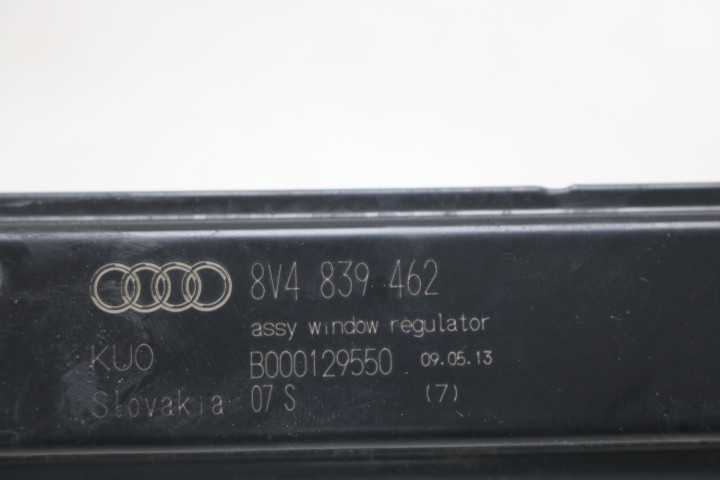 8V4 839 462
assy window regulator
KUO B000129550 09.05.13
Slovakia 07 S (7)